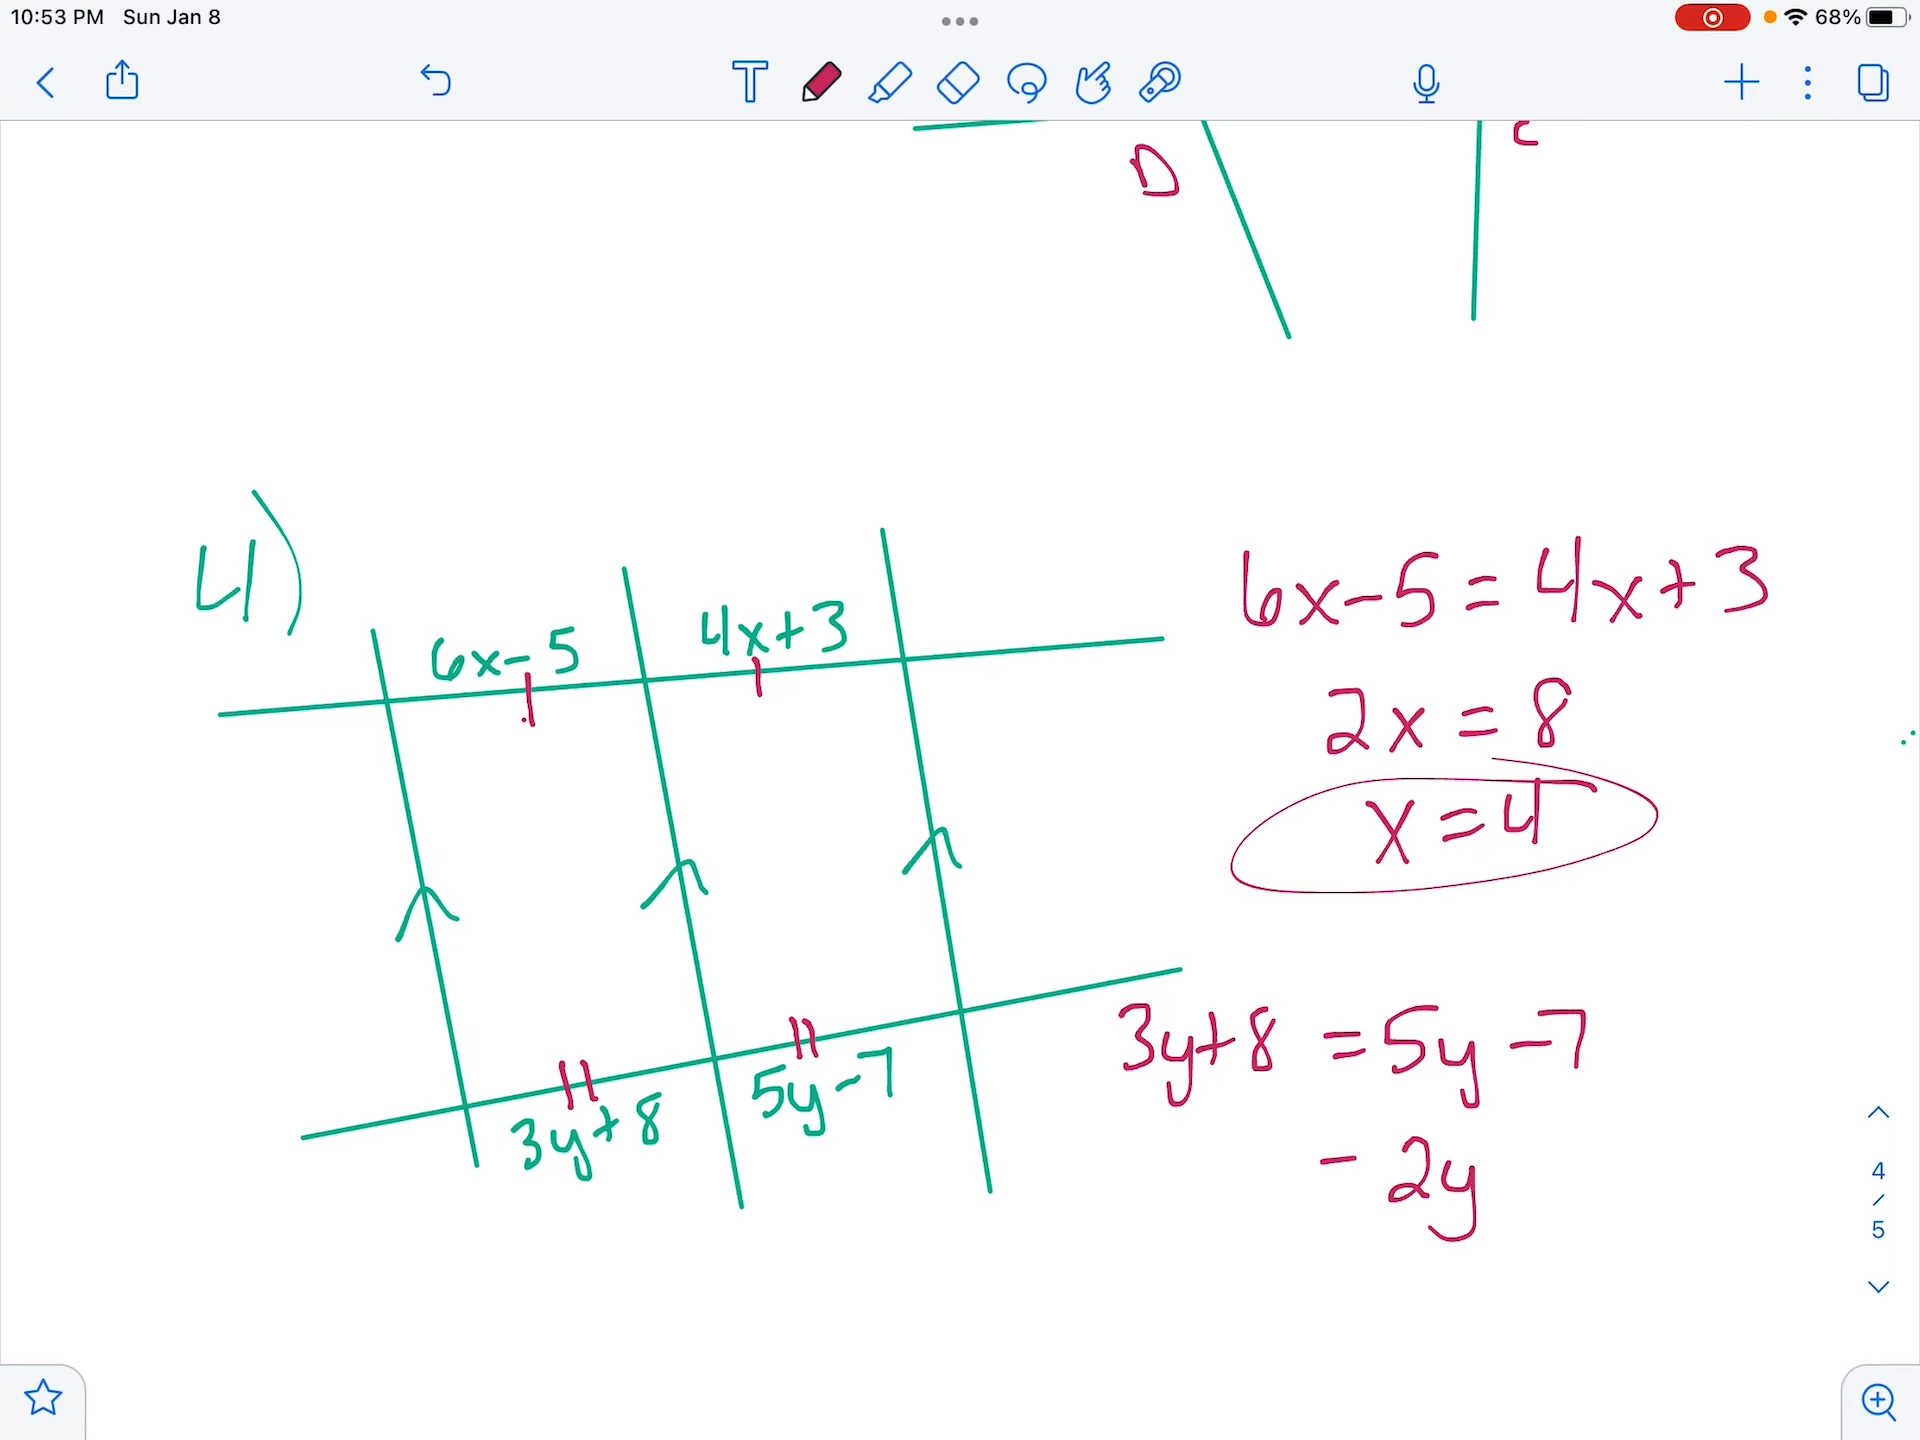 10:53 PM Sun Jan 8
68%
T
D
4)
6x-5
4x+3
6x-5=4x+3
2x=8
x=4
3y+8
5y-7
3y+8=5y-7
-2y
4
/
5